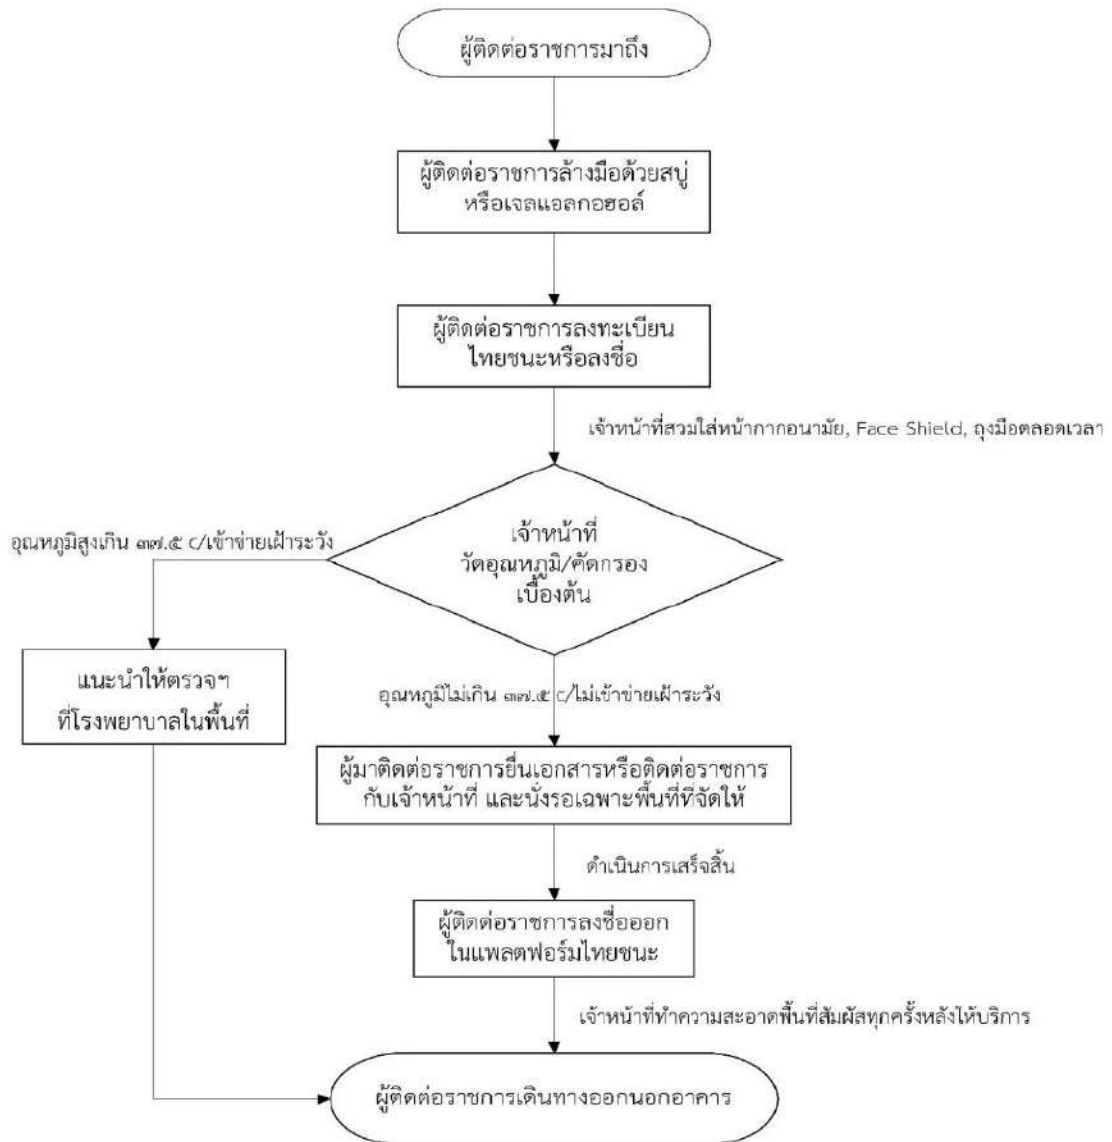 ผู้ติดต่อราชการมาถึง
ผู้ติดต่อราชการล้างมือด้วยสบู่
หรือเจลแอลกอฮอล์
ผู้ติดต่อราชการลงทะเบียน
ไทยชนะหรือลงชื่อ
เจ้าหน้าที่สวมใส่หน้ากากอนามัย, Face Shield, ถุงมือตลอดเวลา
เจ้าหน้าที่
วัดอุณหภูมิ/คัดกรอง
เบื้องต้น
อุณหภูมิสูงเกิน ๓๗.๕ C/เข้าข่ายเฝ้าระวัง
แนะนำให้ตรวจฯ
ที่โรงพยาบาลในพื้นที่
อุณหภูมิไม่เกิน ๓๗.๕ C/ไม่เข้าข่ายเฝ้าระวัง
ผู้มาติดต่อราชการยื่นเอกสารหรือติดต่อราชการ
กับเจ้าหน้าที่ และนั่งรอเฉพาะพื้นที่ที่จัดให้
ดำเนินการเสร็จสิ้น
ผู้ติดต่อราชการลงชื่อออก
ในแพลตฟอร์มไทยชนะ
เจ้าหน้าที่ทำความสะอาดพื้นที่สัมผัสทุกครั้งหลังให้บริการ
ผู้ติดต่อราชการเดินทางออกนอกอาคาร